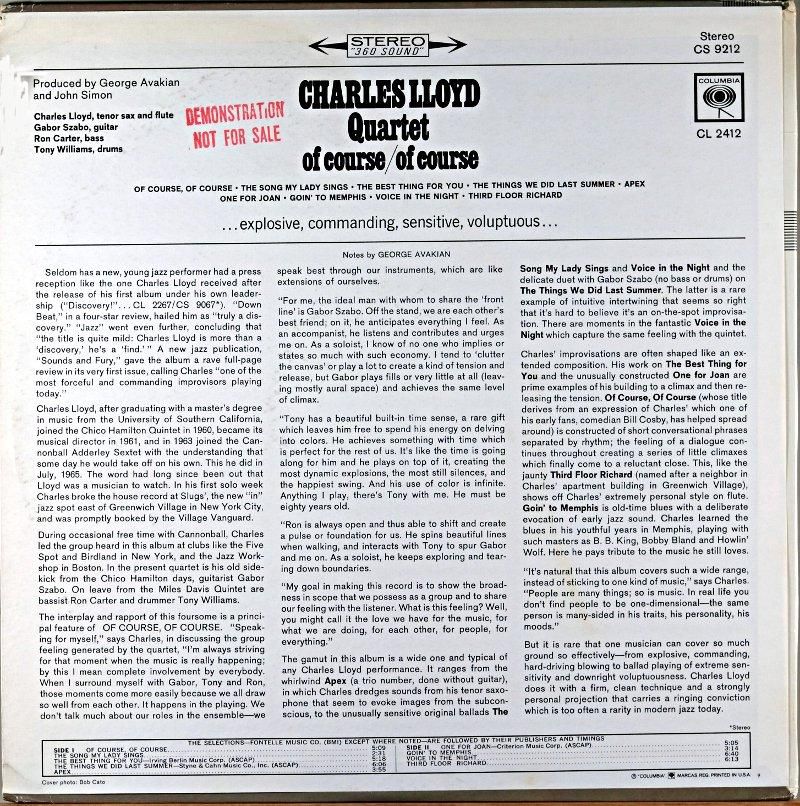 STEREO
"360 SOUND"
Stereo
CS 9212
Produced by George Avakian
and John Simon
Charles Lloyd, tenor sax and flute
Gabor Szabo, guitar
Ron Carter, bass
Tony Williams, drums
DEMONSTRATION
NOT FOR SALE
CHARLES LLOYD
Quartet
of course/of course
COLUMBIA
CL 2412
OF COURSE, OF COURSE • THE SONG MY LADY SINGS • THE BEST THING FOR YOU • THE THINGS WE DID LAST SUMMER • APEX
ONE FOR JOAN • GOIN' TO MEMPHIS • VOICE IN THE NIGHT • THIRD FLOOR RICHARD
...explosive, commanding, sensitive, voluptuous...
Notes by GEORGE AVAKIAN
Seldom has a new, young jazz performer had a press
reception like the one Charles Lloyd received after
the release of his first album under his own leader-
ship ("Discovery!"... CL 2267/CS 9067*). "Down
Beat," in a four-star review, hailed him as "truly a dis-
covery." "Jazz" went even further, concluding that
"the title is quite mild: Charles Lloyd is more than a
'discovery,' he's a 'find.' " A new jazz publication,
"Sounds and Fury," gave the album a rave full-page
review in its very first issue, calling Charles "one of the
most forceful and commanding improvisors playing
today."
Charles Lloyd, after graduating with a master's degree
in music from the University of Southern California,
joined the Chico Hamilton Quintet in 1960, became its
musical director in 1961, and in 1963 joined the Can-
nonball Adderley Sextet with the understanding that
some day he would take off on his own. This he did in
July, 1965. The word had long since been out that
Lloyd was a musician to watch. In his first solo week
Charles broke the house record at Slugs', the new "in"
jazz spot east of Greenwich Village in New York City,
and was promptly booked by the Village Vanguard.
During occasional free time with Cannonball, Charles
led the group heard in this album at clubs like the Five
Spot and Birdland in New York, and the Jazz Work-
shop in Boston. In the present quartet is his old side-
kick from the Chico Hamilton days, guitarist Gabor
Szabo. On leave from the Miles Davis Quintet are
bassist Ron Carter and drummer Tony Williams.
The interplay and rapport of this foursome is a princi-
pal feature of OF COURSE, OF COURSE. "Speak-
ing for myself," says Charles, in discussing the group
feeling generated by the quartet, "I'm always striving
for that moment when the music is really happening;
by this I mean complete involvement by everybody.
When I surround myself with Gabor, Tony and Ron,
those moments come more easily because we all draw
so well from each other. It happens in the playing. We
don't talk much about our roles in the ensemble—we
speak best through our instruments, which are like
extensions of ourselves.
"For me, the ideal man with whom to share the 'front
line' is Gabor Szabo. Off the stand, we are each other's
best friend; on it, he anticipates everything I feel. As
an accompanist, he listens and contributes and urges
me on. As a soloist, I know of no one who implies or
states so much with such economy. I tend to 'clutter
the canvas' or play a lot to create a kind of tension and
release, but Gabor plays fills or very little at all (leav-
ing mostly aural space) and achieves the same level
of climax.
"Tony has a beautiful built-in time sense, a rare gift
which leaves him free to spend his energy on delving
into colors. He achieves something with time which
is perfect for the rest of us. It's like the time is going
along for him and he plays on top of it, creating the
most dynamic explosions, the most still silences, and
the happiest swing. And his use of color is infinite.
Anything I play, there's Tony with me. He must be
eighty years old.
"Ron is always open and thus able to shift and create
a pulse or foundation for us. He spins beautiful lines
when walking, and interacts with Tony to spur Gabor
and me on. As a soloist, he keeps exploring and tear-
ing down boundaries.
"My goal in making this record is to show the broad-
ness in scope that we possess as a group and to share
our feeling with the listener. What is this feeling? Well,
you might call it the love we have for the music, for
what we are doing, for each other, for people, for
everything."
The gamut in this album is a wide one and typical of
any Charles Lloyd performance. It ranges from the
whirlwind Apex (a trio number, done without guitar),
in which Charles dredges sounds from his tenor saxo-
phone that seem to evoke images from the subcon-
scious, to the unusually sensitive original ballads The
Song My Lady Sings and Voice in the Night and the
delicate duet with Gabor Szabo (no bass or drums) on
The Things We Did Last Summer. The latter is a rare
example of intuitive intertwining that seems so right
that it's hard to believe it's an on-the-spot improvisa-
tion. There are moments in the fantastic Voice in the
Night which capture the same feeling with the quintet.
Charles' improvisations are often shaped like an ex-
tended composition. His work on The Best Thing for
You and the unusually constructed One for Joan are
prime examples of his building to a climax and then re-
leasing the tension. Of Course, Of Course (whose title
derives from an expression of Charles' which one of
his early fans, comedian Bill Cosby, has helped spread
around) is constructed of short conversational phrases
separated by rhythm; the feeling of a dialogue con-
tinues throughout creating a series of little climaxes
which finally come to a reluctant close. This, like the
jaunty Third Floor Richard (named after a neighbor in
Charles' apartment building in Greenwich Village),
shows off Charles' extremely personal style on flute.
Goin' to Memphis is old-time blues with a deliberate
evocation of early jazz sound. Charles learned the
blues in his youthful years in Memphis, playing with
such masters as B. B. King, Bobby Bland and Howlin'
Wolf. Here he pays tribute to the music he still loves.
"It's natural that this album covers such a wide range,
instead of sticking to one kind of music," says Charles.
"People are many things; so is music. In real life you
don't find people to be one-dimensional—the same
person is many-sided in his traits, his personality, his
moods."
But it is rare that one musician can cover so much
ground so effectively—from explosive, commanding,
hard-driving blowing to ballad playing of extreme sen-
sitivity and downright voluptuousness. Charles Lloyd
does it with a firm, clean technique and a strongly
personal projection that carries a ringing conviction
which is too often a rarity in modern jazz today.
*Stereo
THE SELECTIONS—FONTELLE MUSIC CO. (BMI) EXCEPT WHERE NOTED—ARE FOLLOWED BY THEIR PUBLISHERS AND TIMINGS
SIDE I OF COURSE, OF COURSE 5:09
THE SONG MY LADY SINGS 2:31
THE BEST THING FOR YOU—Irving Berlin Music Corp. (ASCAP) 5:18
THE THINGS WE DID LAST SUMMER—Styne & Cahn Music Co., Inc. (ASCAP) 6:06
APEX 3:55
SIDE II ONE FOR JOAN—Criterion Music Corp. (ASCAP) 5:05
GOIN' TO MEMPHIS 3:14
VOICE IN THE NIGHT 6:40
THIRD FLOOR RICHARD 6:13
Cover photo: Bob Cato
® "COLUMBIA" MARCAS REG. PRINTED IN U.S.A.